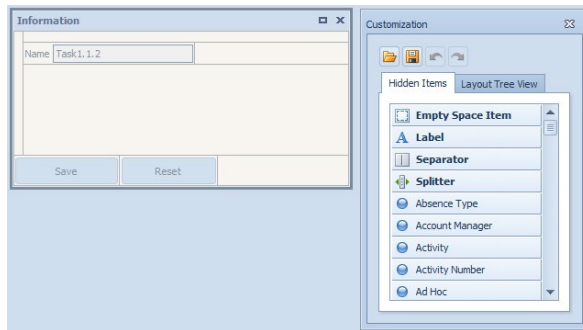 Information
Name Task1.1.2
Save Reset
Customization
Hidden Items Layout Tree View
Empty Space Item
A Label
Separator
Splitter
Absence Type
Account Manager
Activity
Activity Number
Ad Hoc